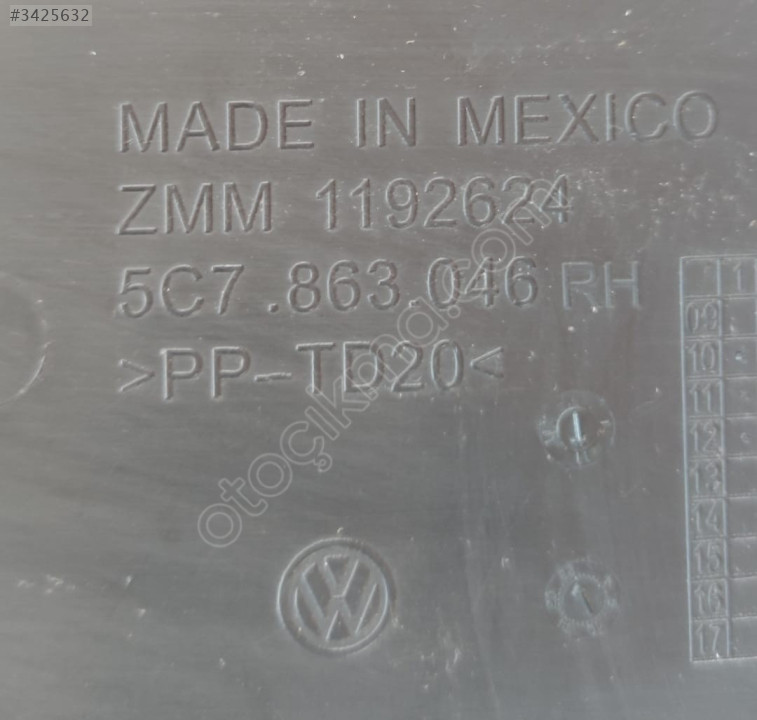 #3425632
MADE IN MEXICO
ZMM 1192624
5C7.863.046 RH
>PP-TD20<
otoçikma.com
1
09
10
11
12
13
14
15
16
17